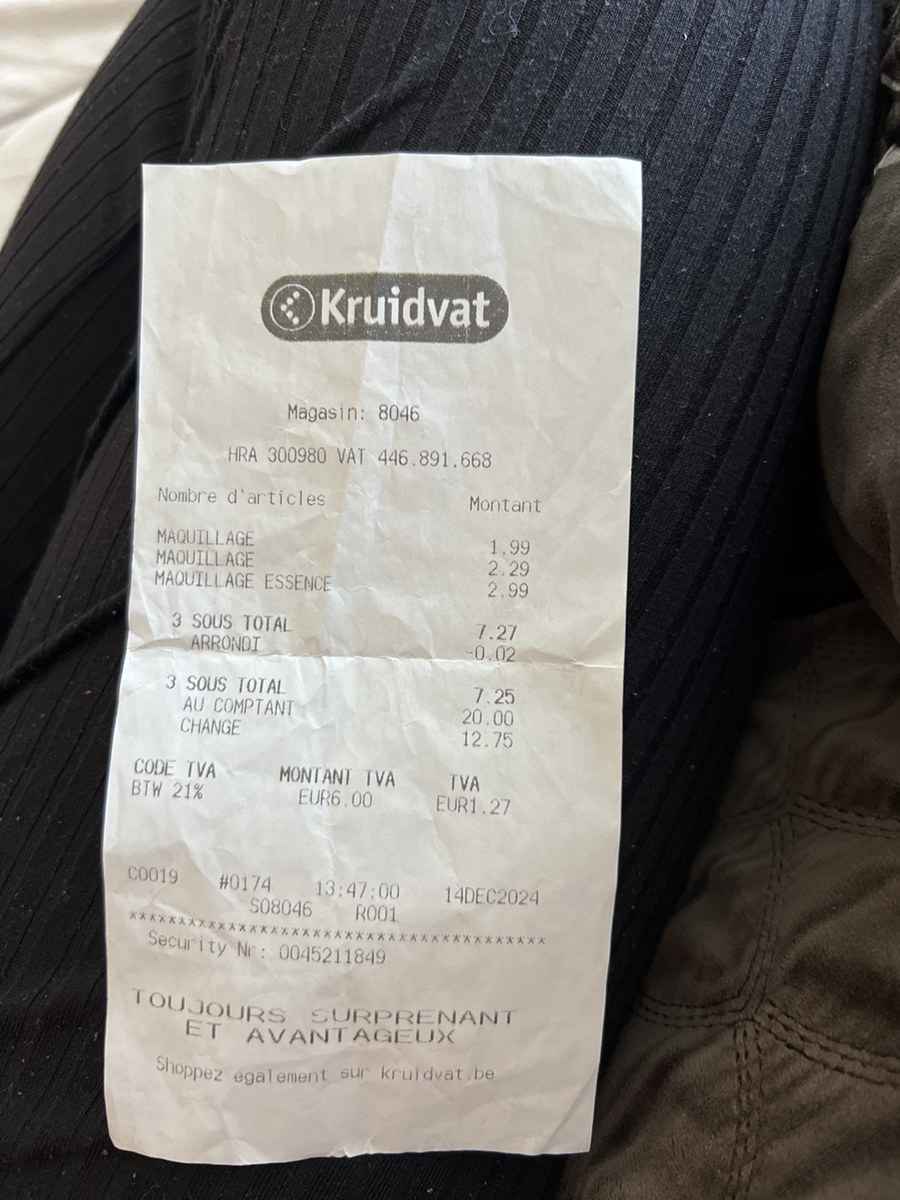 Kruidvat
Magasin: 8046
HRA 300980 VAT 446.891.668
Nombre d'articles Montant
MAQUILLAGE 1.99
MAQUILLAGE 2.29
MAQUILLAGE ESSENCE 2.99
3 SOUS TOTAL 7.27
ARRONDI -0.02
3 SOUS TOTAL 7.25
AU COMPTANT 20.00
CHANGE 12.75
CODE TVA MONTANT TVA TVA
BTW 21% EUR6.00 EUR1.27
C0019 #0174 13:47:00 14DEC2024
S08046 R001
******************************************
Security Nr: 0045211849
TOUJOURS SURPRENANT
ET AVANTAGEUX
Shoppez également sur kruidvat.be